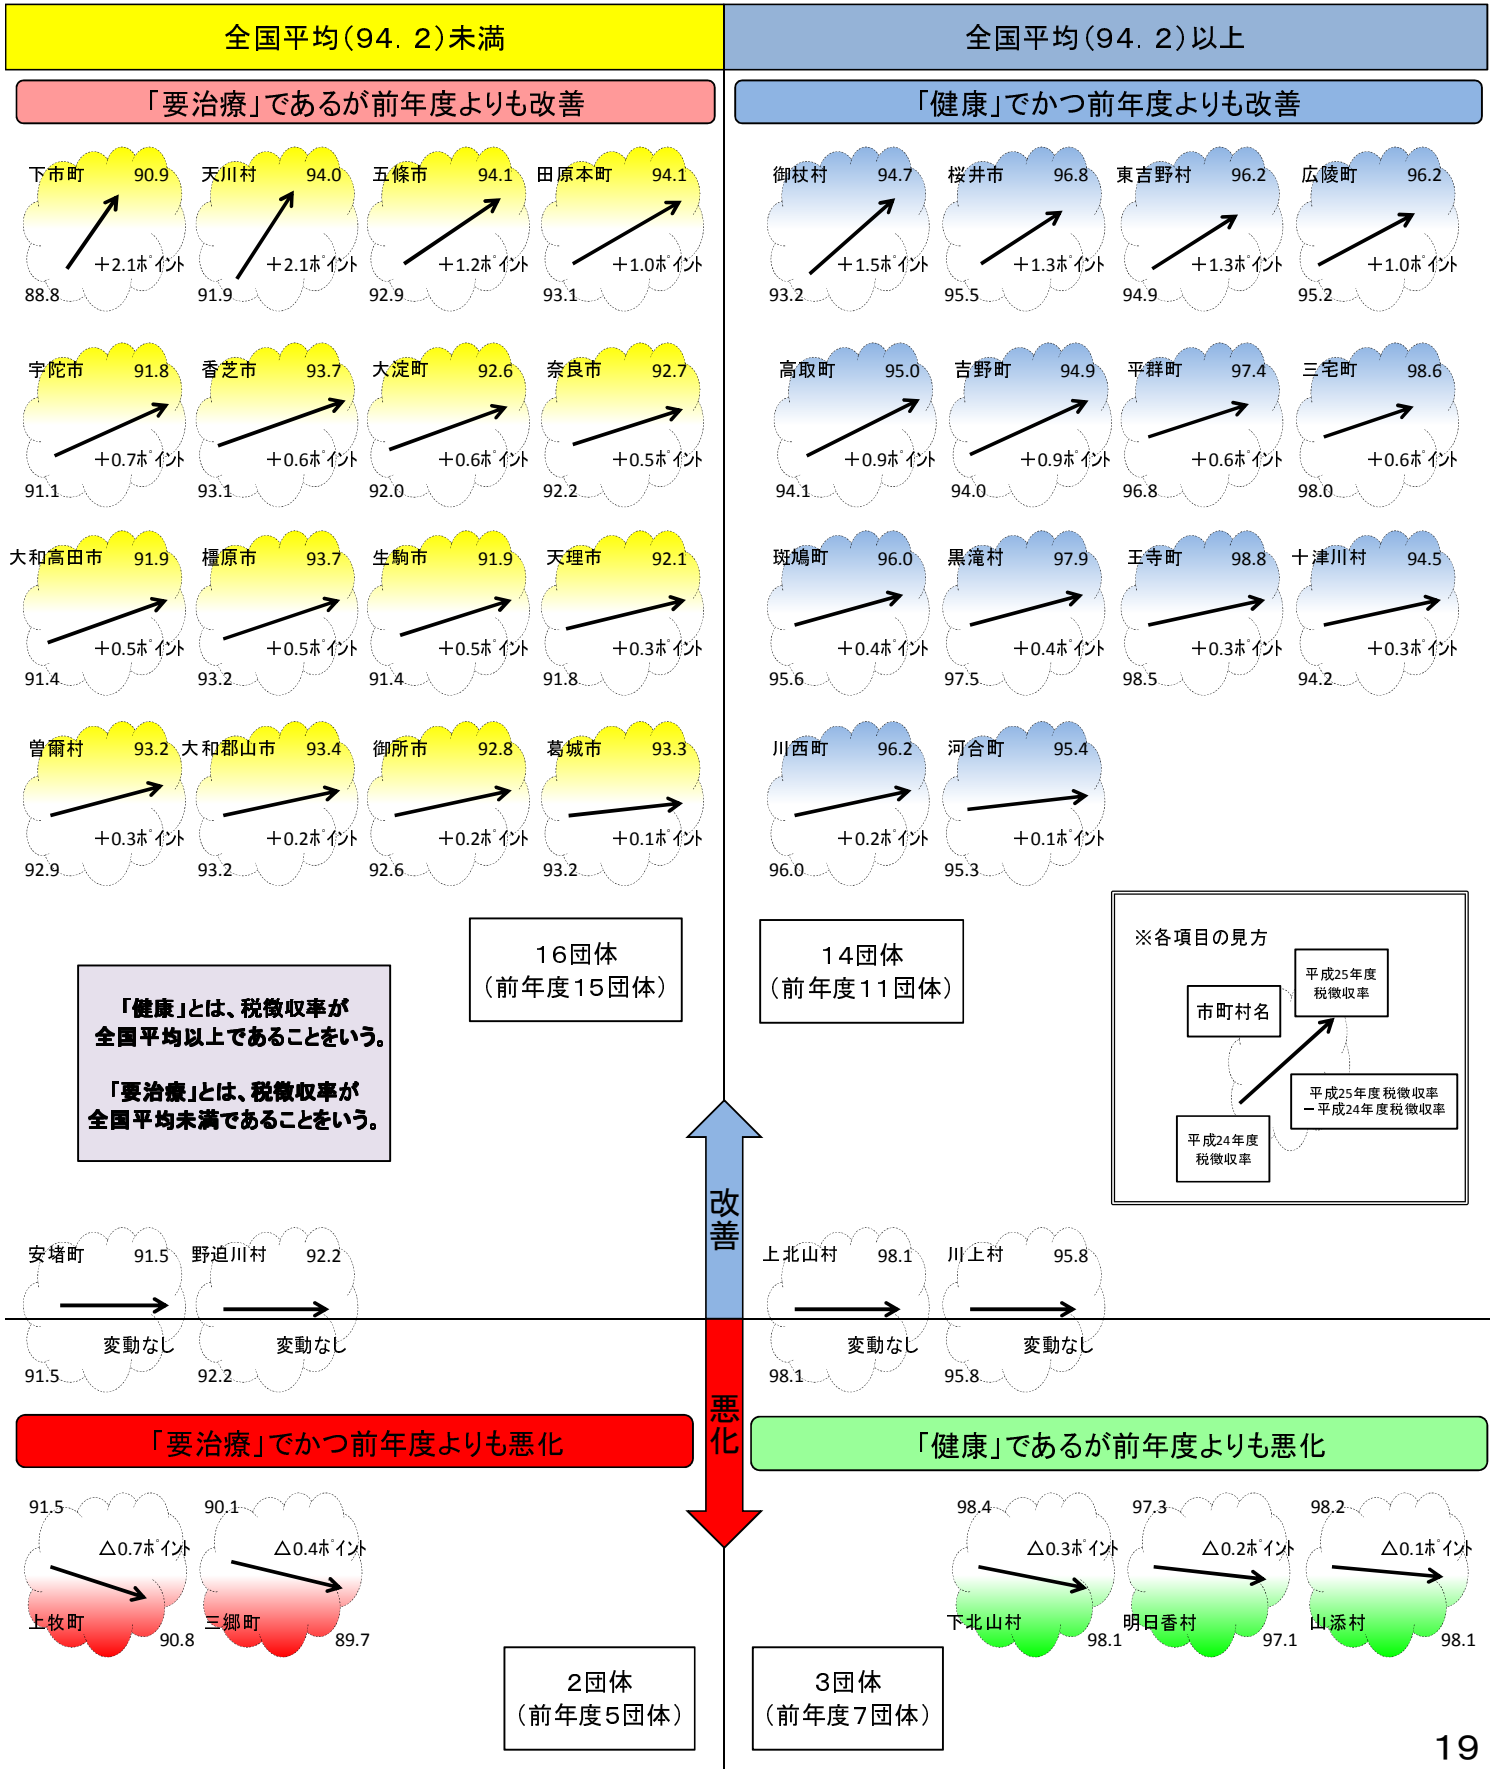 全国平均（94．2）未満
全国平均（94．2）以上
「要治療」であるが前年度よりも改善
「健康」でかつ前年度よりも改善
下市町 90.9
＋2.1ﾎﾟｲﾝﾄ
88.8
天川村 94.0
＋2.1ﾎﾟｲﾝﾄ
91.9
五條市 94.1
＋1.2ﾎﾟｲﾝﾄ
92.9
田原本町 94.1
＋1.0ﾎﾟｲﾝﾄ
93.1
御杖村 94.7
＋1.5ﾎﾟｲﾝﾄ
93.2
桜井市 96.8
＋1.3ﾎﾟｲﾝﾄ
95.5
東吉野村 96.2
＋1.3ﾎﾟｲﾝﾄ
94.9
広陵町 96.2
＋1.0ﾎﾟｲﾝﾄ
95.2
宇陀市 91.8
＋0.7ﾎﾟｲﾝﾄ
91.1
香芝市 93.7
＋0.6ﾎﾟｲﾝﾄ
93.1
大淀町 92.6
＋0.6ﾎﾟｲﾝﾄ
92.0
奈良市 92.7
＋0.5ﾎﾟｲﾝﾄ
92.2
高取町 95.0
＋0.9ﾎﾟｲﾝﾄ
94.1
吉野町 94.9
＋0.9ﾎﾟｲﾝﾄ
94.0
平群町 97.4
＋0.6ﾎﾟｲﾝﾄ
96.8
三宅町 98.6
＋0.6ﾎﾟｲﾝﾄ
98.0
大和高田市 91.9
＋0.5ﾎﾟｲﾝﾄ
91.4
橿原市 93.7
＋0.5ﾎﾟｲﾝﾄ
93.2
生駒市 91.9
＋0.5ﾎﾟｲﾝﾄ
91.4
天理市 92.1
＋0.3ﾎﾟｲﾝﾄ
91.8
斑鳩町 96.0
＋0.4ﾎﾟｲﾝﾄ
95.6
黒滝村 97.9
＋0.4ﾎﾟｲﾝﾄ
97.5
王寺町 98.8
＋0.3ﾎﾟｲﾝﾄ
98.5
十津川村 94.5
＋0.3ﾎﾟｲﾝﾄ
94.2
曽爾村 93.2
＋0.3ﾎﾟｲﾝﾄ
92.9
大和郡山市 93.4
＋0.2ﾎﾟｲﾝﾄ
93.2
御所市 92.8
＋0.2ﾎﾟｲﾝﾄ
92.6
葛城市 93.3
＋0.1ﾎﾟｲﾝﾄ
93.2
川西町 96.2
＋0.2ﾎﾟｲﾝﾄ
96.0
河合町 95.4
＋0.1ﾎﾟｲﾝﾄ
95.3
16団体
（前年度15団体）
14団体
（前年度11団体）
「健康」とは、税徴収率が
全国平均以上であることをいう。
「要治療」とは、税徴収率が
全国平均未満であることをいう。
※各項目の見方
平成25年度
税徴収率
市町村名
平成25年度税徴収率
－平成24年度税徴収率
平成24年度
税徴収率
改善
安堵町 91.5
変動なし
91.5
野迫川村 92.2
変動なし
92.2
上北山村 98.1
変動なし
98.1
川上村 95.8
変動なし
95.8
悪化
「要治療」でかつ前年度よりも悪化
「健康」であるが前年度よりも悪化
91.5
△0.7ﾎﾟｲﾝﾄ
上牧町
90.8
90.1
△0.4ﾎﾟｲﾝﾄ
三郷町
89.7
98.4
△0.3ﾎﾟｲﾝﾄ
下北山村
98.1
97.3
△0.2ﾎﾟｲﾝﾄ
明日香村
97.1
98.2
△0.1ﾎﾟｲﾝﾄ
山添村
98.1
2団体
（前年度5団体）
3団体
（前年度7団体）
19